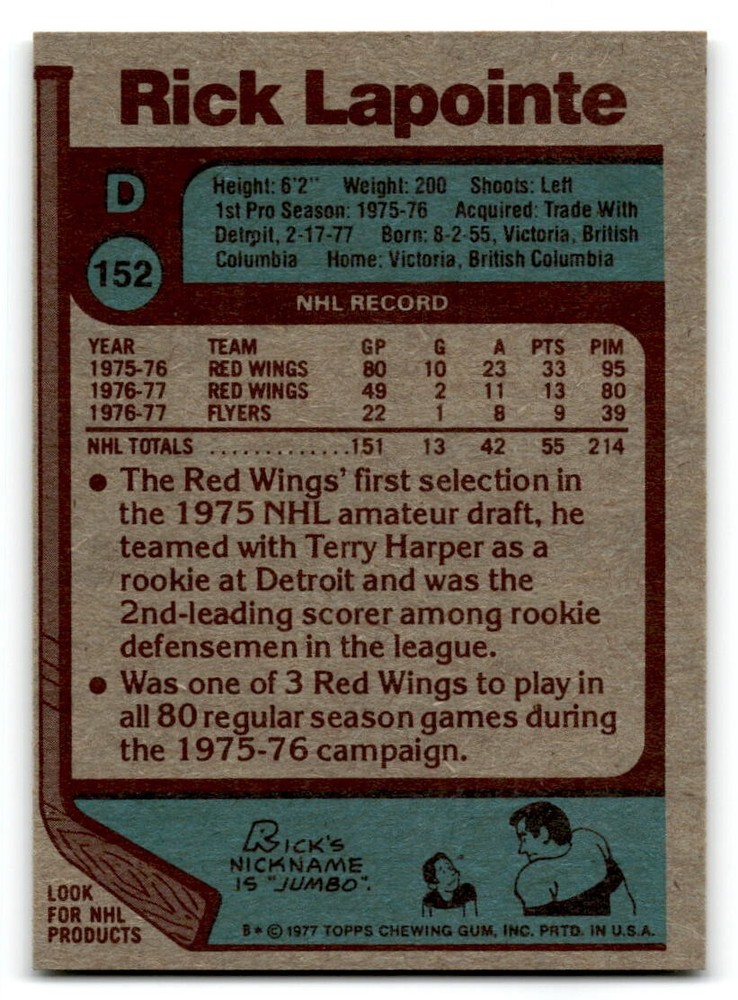 Rick Lapointe
D
152
Height: 6'2" Weight: 200 Shoots: Left
1st Pro Season: 1975-76 Acquired: Trade With
Detroit, 2-17-77 Born: 8-2-55, Victoria, British
Columbia Home: Victoria, British Columbia
NHL RECORD
YEAR TEAM GP G A PTS PIM
1975-76 RED WINGS 80 10 23 33 95
1976-77 RED WINGS 49 2 11 13 80
1976-77 FLYERS 22 1 8 9 39
NHL TOTALS .............151 13 42 55 214
● The Red Wings' first selection in
the 1975 NHL amateur draft, he
teamed with Terry Harper as a
rookie at Detroit and was the
2nd-leading scorer among rookie
defensemen in the league.
● Was one of 3 Red Wings to play in
all 80 regular season games during
the 1975-76 campaign.
RICK'S
NICKNAME
IS "JUMBO".
LOOK
FOR NHL
PRODUCTS
B* © 1977 TOPPS CHEWING GUM, INC. PRTD. IN U.S.A.